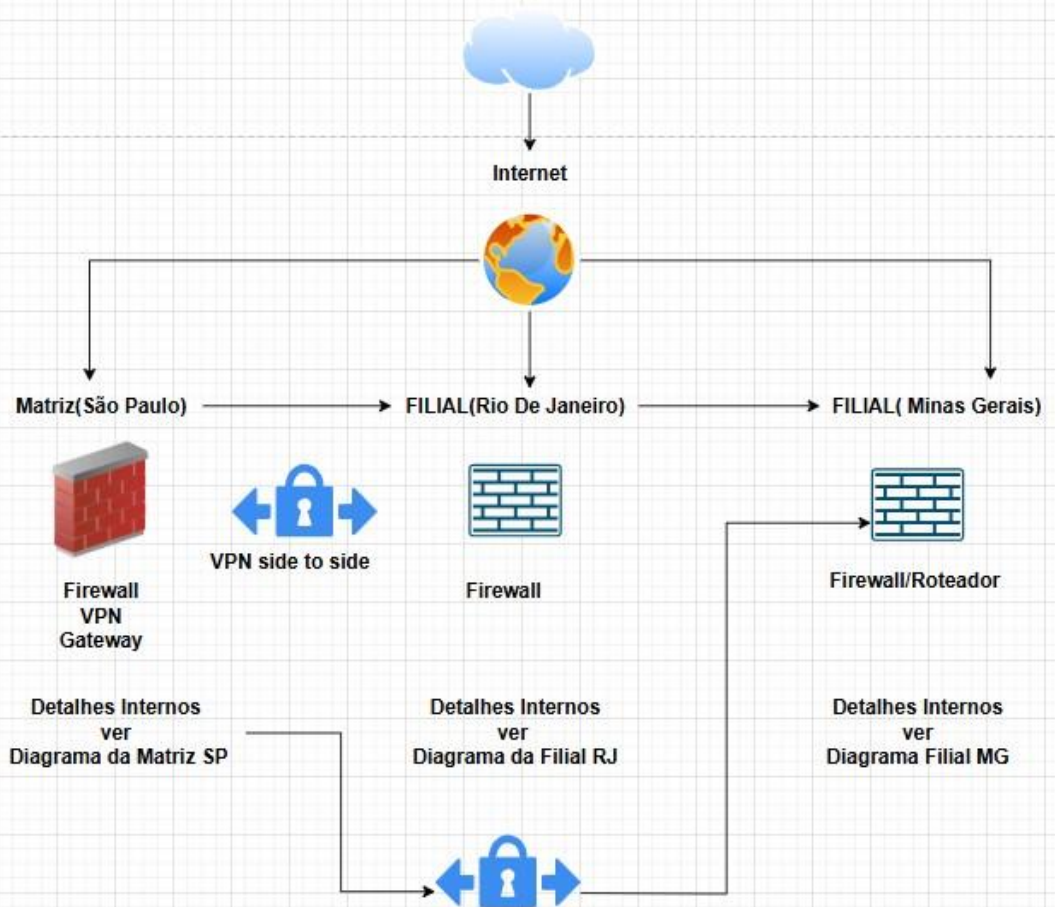 Internet
Matriz(São Paulo)
FILIAL(Rio De Janeiro)
FILIAL( Minas Gerais)
VPN side to side
Firewall
VPN
Gateway
Firewall
Firewall/Roteador
Detalhes Internos
ver
Diagrama da Matriz SP
Detalhes Internos
ver
Diagrama da Filial RJ
Detalhes Internos
ver
Diagrama Filial MG